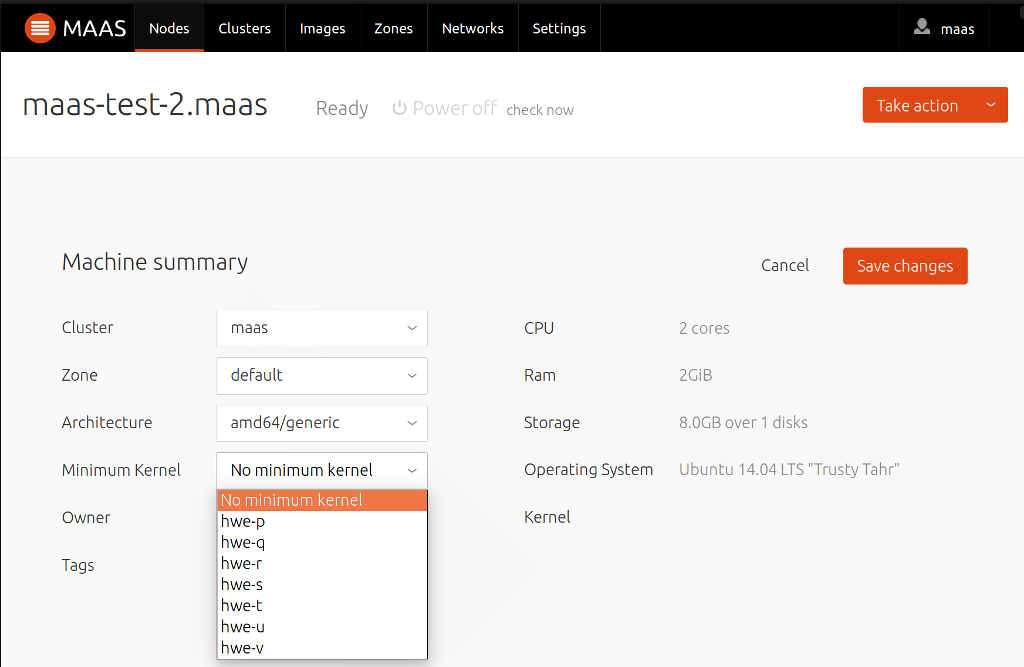 MAAS Nodes Clusters Images Zones Networks Settings maas
maas-test-2.maas Ready Power off check now Take action
Machine summary Cancel Save changes
Cluster maas CPU 2 cores
Zone default Ram 2GiB
Architecture amd64/generic Storage 8.0GB over 1 disks
Minimum Kernel No minimum kernel Operating System Ubuntu 14.04 LTS "Trusty Tahr"
No minimum kernel
Owner hwe-p Kernel
hwe-q
hwe-r
Tags
hwe-s
hwe-t
hwe-u
hwe-v